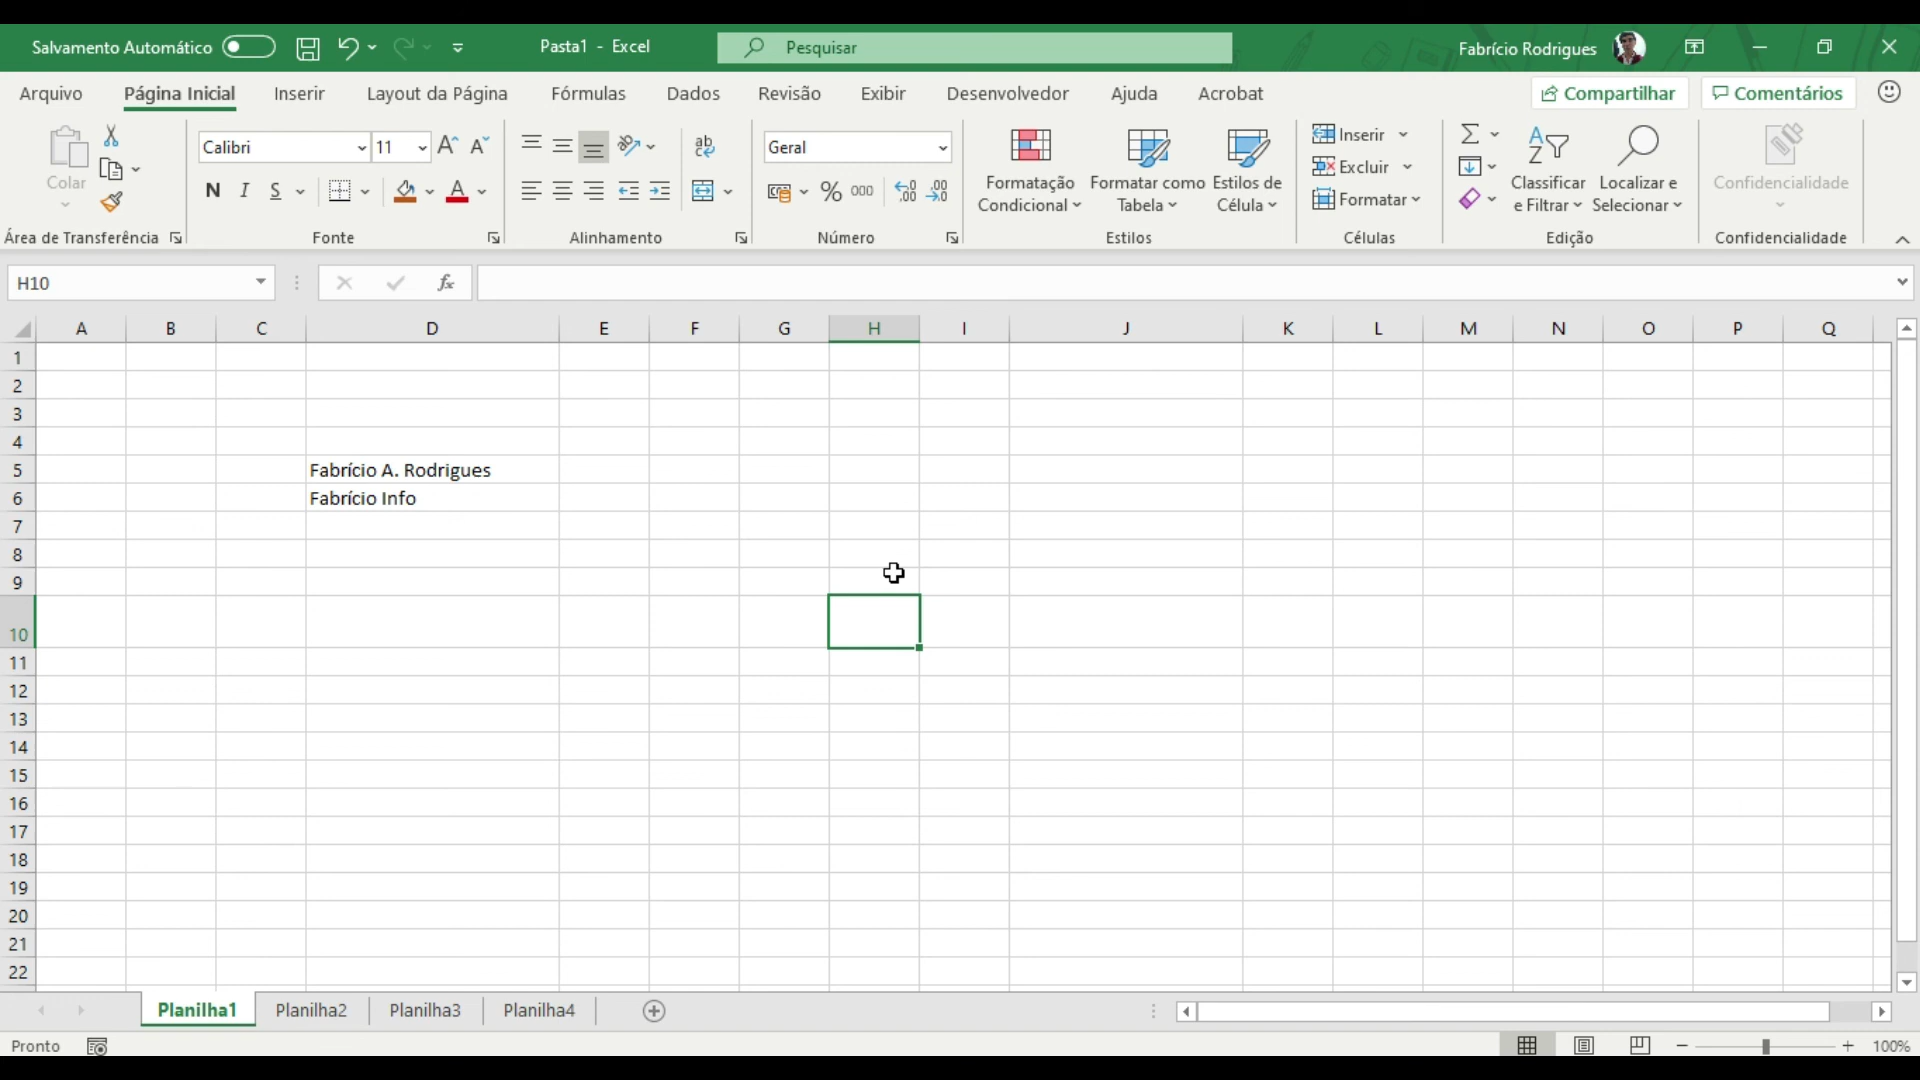 Salvamento Automático
Pasta1 - Excel
Pesquisar
Fabrício Rodrigues
Arquivo
Página Inicial
Inserir
Layout da Página
Fórmulas
Dados
Revisão
Exibir
Desenvolvedor
Ajuda
Acrobat
Compartilhar
Comentários
Colar
Área de Transferência
Calibri
11
A A
N I S
A
Fonte
ab
c
Alinhamento
Geral
% 000
,00
,00
Número
Formatação
Condicional
Formatar como
Tabela
Estilos de
Célula
Estilos
Inserir
Excluir
Formatar
Células
Σ
A
Z
Classificar
e Filtrar
Localizar e
Selecionar
Edição
Confidencialidade
Confidencialidade
H10
fx
A B C D E F G H I J K L M N O P Q
1
2
3
4
5 Fabrício A. Rodrigues
6 Fabrício Info
7
8
9
10
11
12
13
14
15
16
17
18
19
20
21
22
Planilha1 Planilha2 Planilha3 Planilha4
Pronto
100%